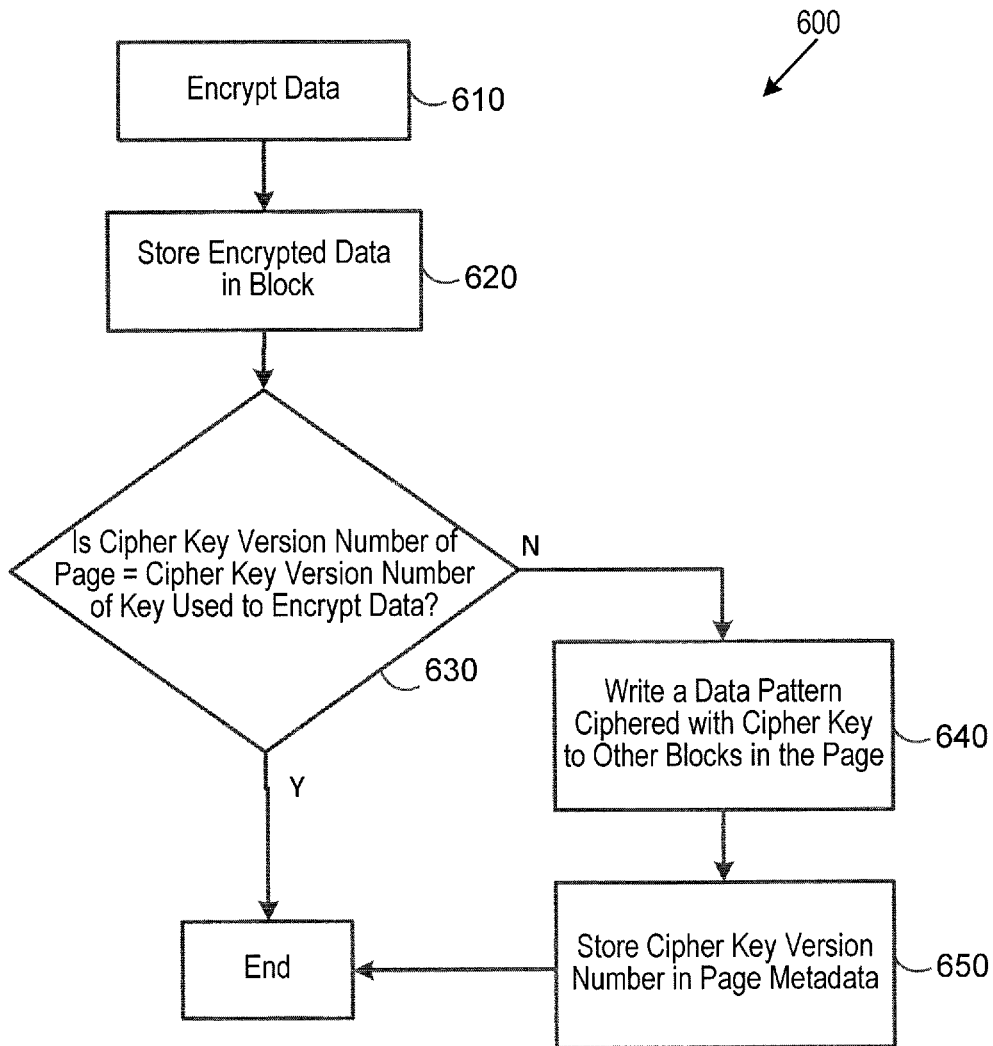 600
Encrypt Data
610
Store Encrypted Data
in Block
620
Is Cipher Key Version Number of
Page = Cipher Key Version Number
of Key Used to Encrypt Data?
N
630
Y
Write a Data Pattern
Ciphered with Cipher Key
to Other Blocks in the Page
640
Store Cipher Key Version
Number in Page Metadata
650
End